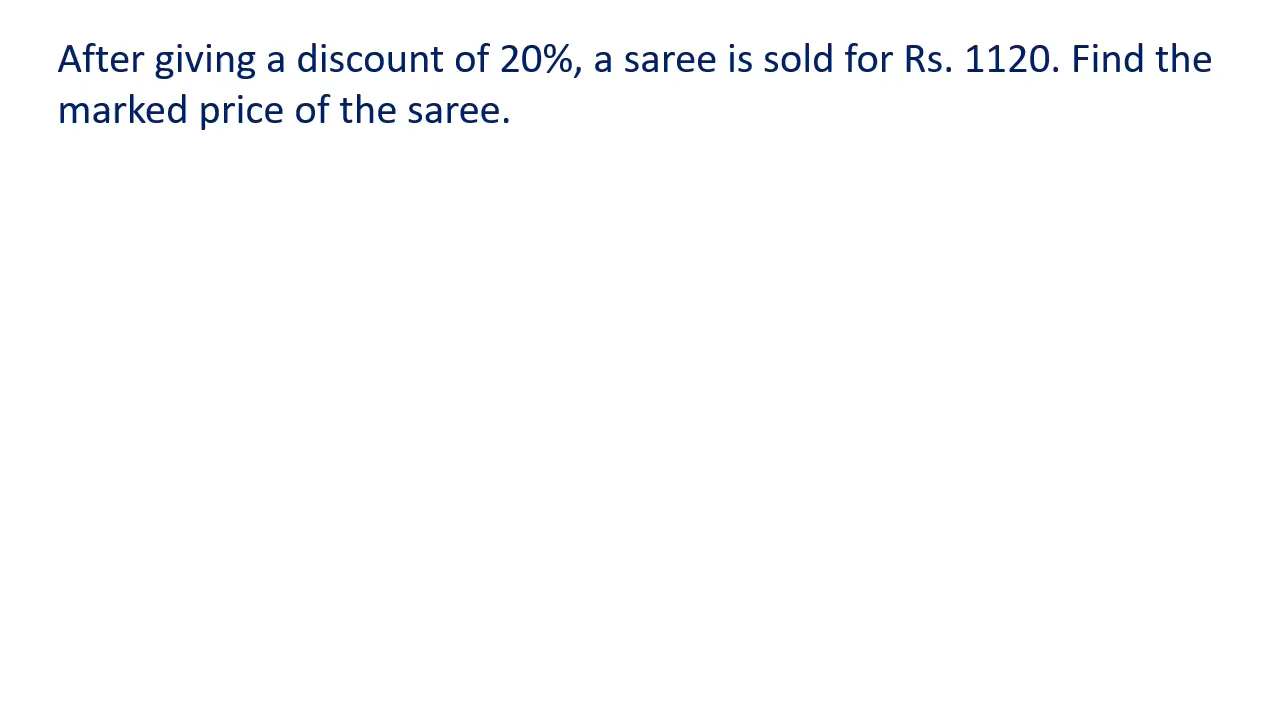 After giving a discount of 20%, a saree is sold for Rs. 1120. Find the
marked price of the saree.